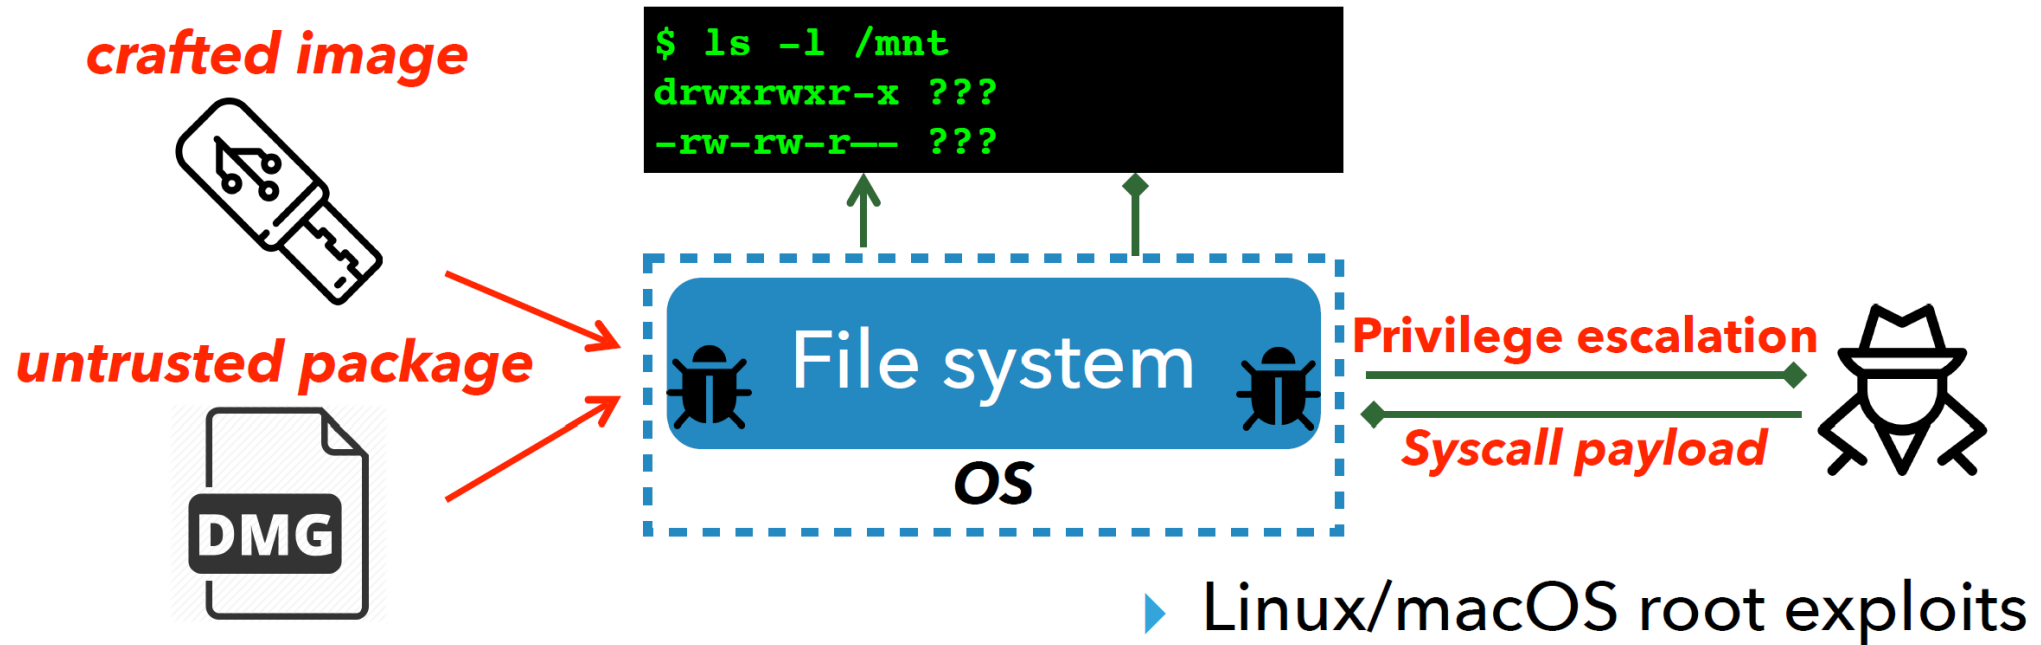 crafted image
$ ls -l /mnt
drwxrwxr-x ???
-rw-rw-r-- ???
untrusted package
File system
Privilege escalation
Syscall payload
OS
DMG
Linux/macOS root exploits